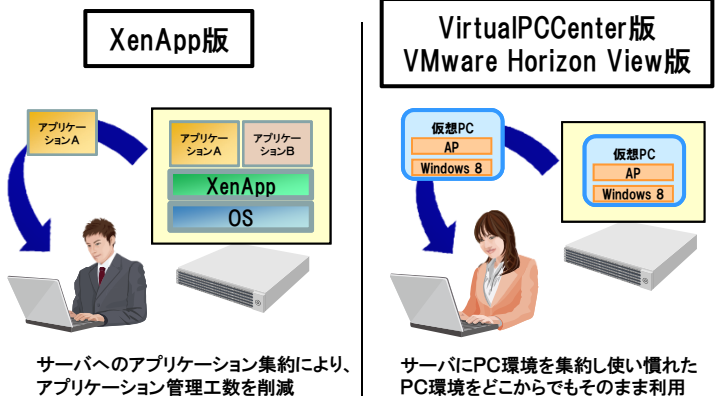 XenApp版
アプリケー
ションA
アプリケー
ションA
アプリケー
ションB
XenApp
OS
サーバへのアプリケーション集約により、
アプリケーション管理工数を削減
VirtualPCCenter版
VMware Horizon View版
仮想PC
AP
Windows 8
仮想PC
AP
Windows 8
サーバにPC環境を集約し使い慣れた
PC環境をどこからでもそのまま利用